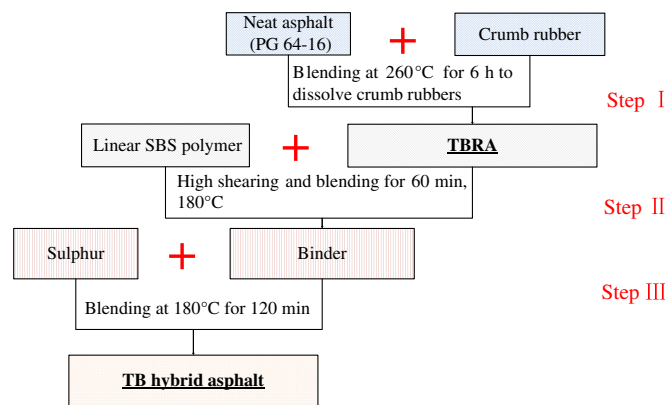 Neat asphalt
(PG 64-16)
+
Crumb rubber
Blending at 260°C for 6 h to
dissolve crumb rubbers
Step Ⅰ
Linear SBS polymer
+
TBRA
High shearing and blending for 60 min,
180°C
Step Ⅱ
Sulphur
+
Binder
Step Ⅲ
Blending at 180°C for 120 min
TB hybrid asphalt